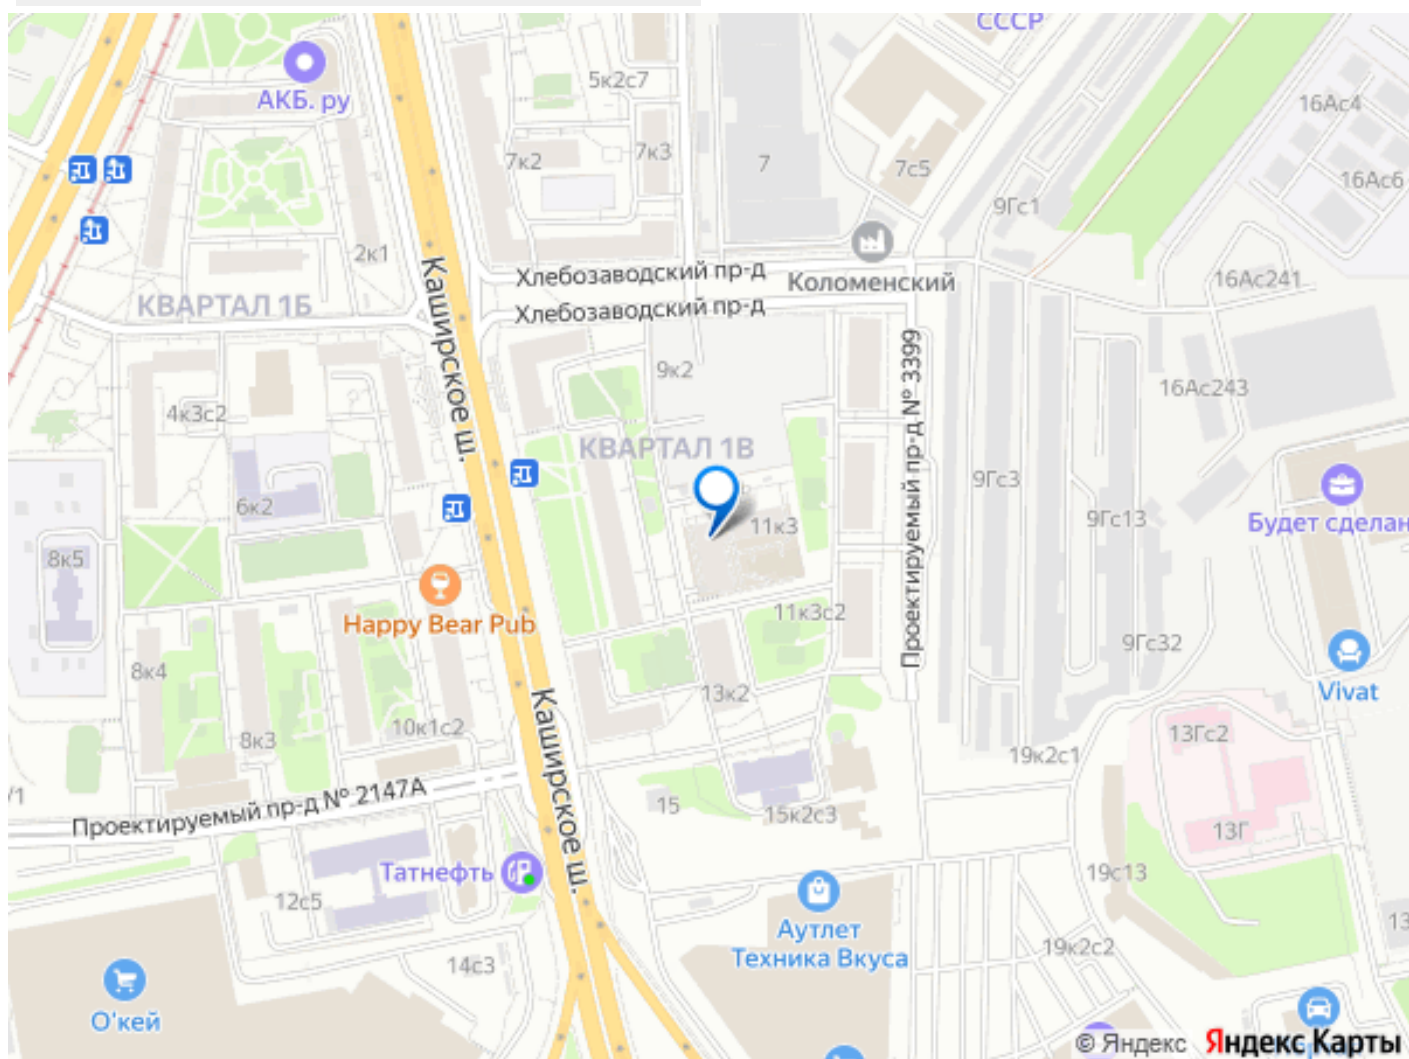 СССР
АКБ. ру
5к2с7
16Ас4
7к2
7к3
7
7с5
16Ас6
9Гс1
2к1
Каширское ш.
Хлебозаводский пр-д
Коломенский
16Ас241
КВАРТАЛ 1Б
Хлебозаводский пр-д
9к2
Проектируемый пр-д № 3399
16Ас243
4к3с2
КВАРТАЛ 1В
9Гс3
6к2
11к3
9Гс13
Будет сделан
8к5
Happy Bear Pub
11к3с2
9Гс32
8к4
13к2
Vivat
Каширское ш.
8к3
10к1с2
13Гс2
19к2с1
Проектируемый пр-д № 2147А
15
15к2с3
13Г
Татнефть
19с13
12с5
Аутлет
Техника Вкуса
19к2с2
13
14с3
О'кей
© Яндекс Яндекс Карты